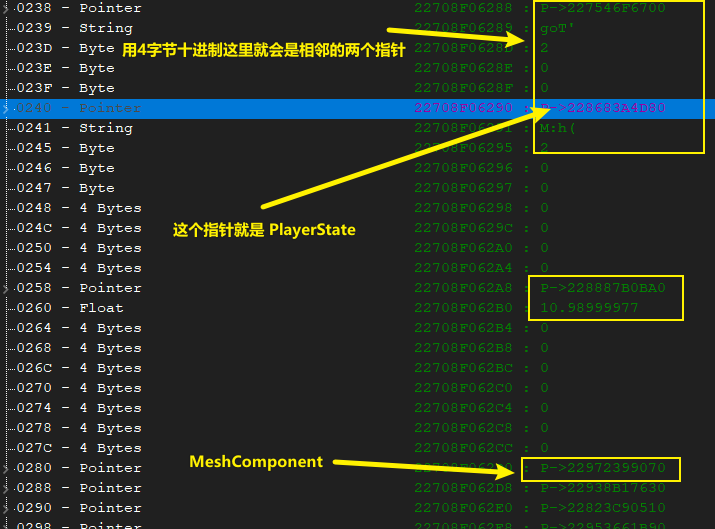 0238 - Pointer 22708F06288 : P->227546F6700
0239 - String 22708F06289 : goT'
023D - Byte 22708F0628D : 2
用4字节十进制这里就会是相邻的两个指针
023E - Byte 22708F0628E : 0
023F - Byte 22708F0628F : 0
0240 - Pointer 22708F06290 : P->228683A4D80
0241 - String 22708F06291 : M:h(
0245 - Byte 22708F06295 : 2
0246 - Byte 22708F06296 : 0
0247 - Byte 22708F06297 : 0
0248 - 4 Bytes 22708F06298 : 0
024C - 4 Bytes 22708F0629C : 0
这个指针就是 PlayerState
0250 - 4 Bytes 22708F062A0 : 0
0254 - 4 Bytes 22708F062A4 : 0
0258 - Pointer 22708F062A8 : P->228887B0BA0
0260 - Float 22708F062B0 : 10.98999977
0264 - 4 Bytes 22708F062B4 : 0
0268 - 4 Bytes 22708F062B8 : 0
026C - 4 Bytes 22708F062BC : 0
0270 - 4 Bytes 22708F062C0 : 0
0274 - 4 Bytes 22708F062C4 : 0
0278 - 4 Bytes 22708F062C8 : 0
027C - 4 Bytes 22708F062CC : 0
MeshComponent
0280 - Pointer : P->22972399070
0288 - Pointer 22708F062D8 : P->22938B17630
0290 - Pointer 22708F062E0 : P->22823C90510
0298 - Pointer 22708F062E8 : P->22953661B90